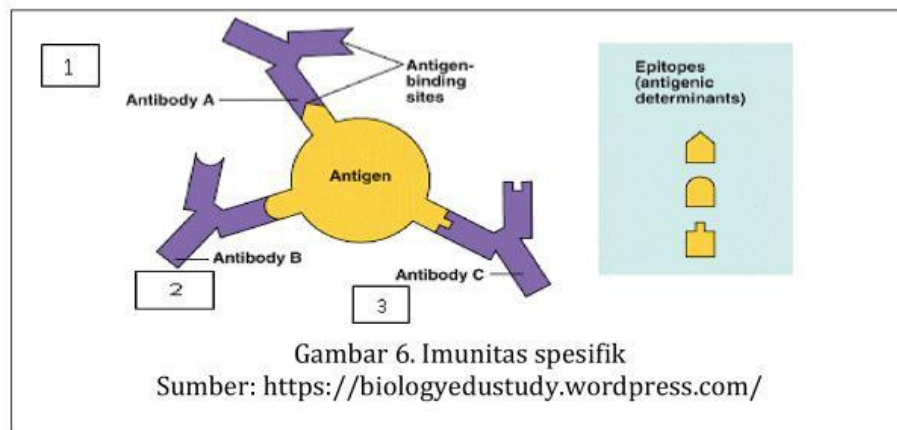 1
Antibody A
Antigen-
binding
sites
Epitopes
(antigenic
determinants)
Antigen
Antibody B
2
Antibody C
3
Gambar 6. Imunitas spesifik
Sumber: https://biologyedustudy.wordpress.com/